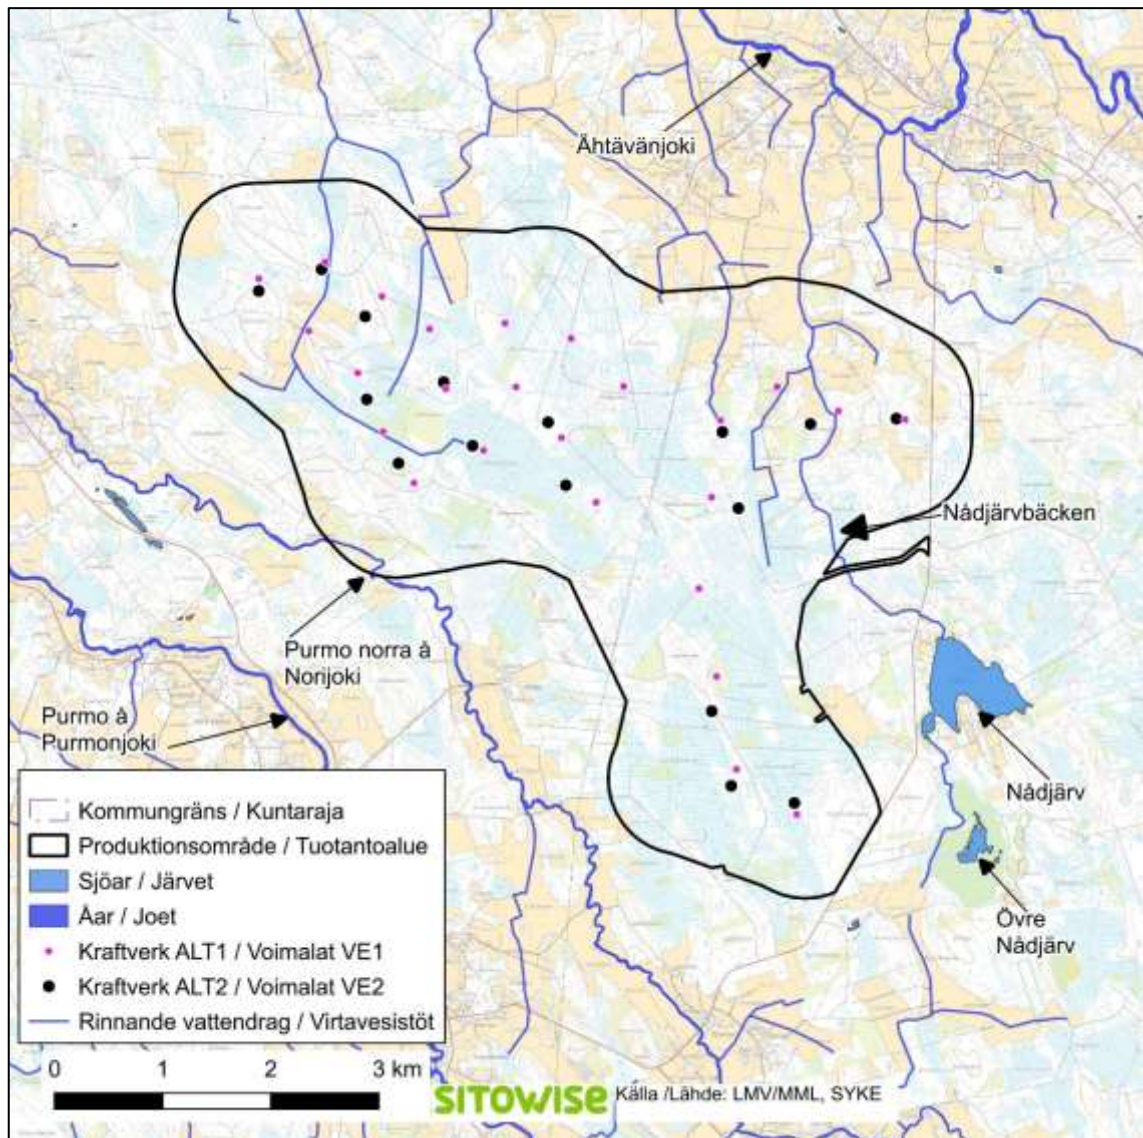 Ähtävänjoki
Nådjärvbäcken
Purmo norra å
Norijoki
Purmo å
Purmonjoki
Nådjärv
Övre
Nådjärv
Kommungräns / Kuntaraja
Produktionsområde / Tuotantoalue
Sjöar / Järvet
Åar / Joet
Kraftverk ALT1 / Voimalat VE1
Kraftverk ALT2 / Voimalat VE2
Rinnande vattendrag / Virtavesistöt
0 1 2 3 km
SITOWISE Källa /Lähde: LMV/MML, SYKE